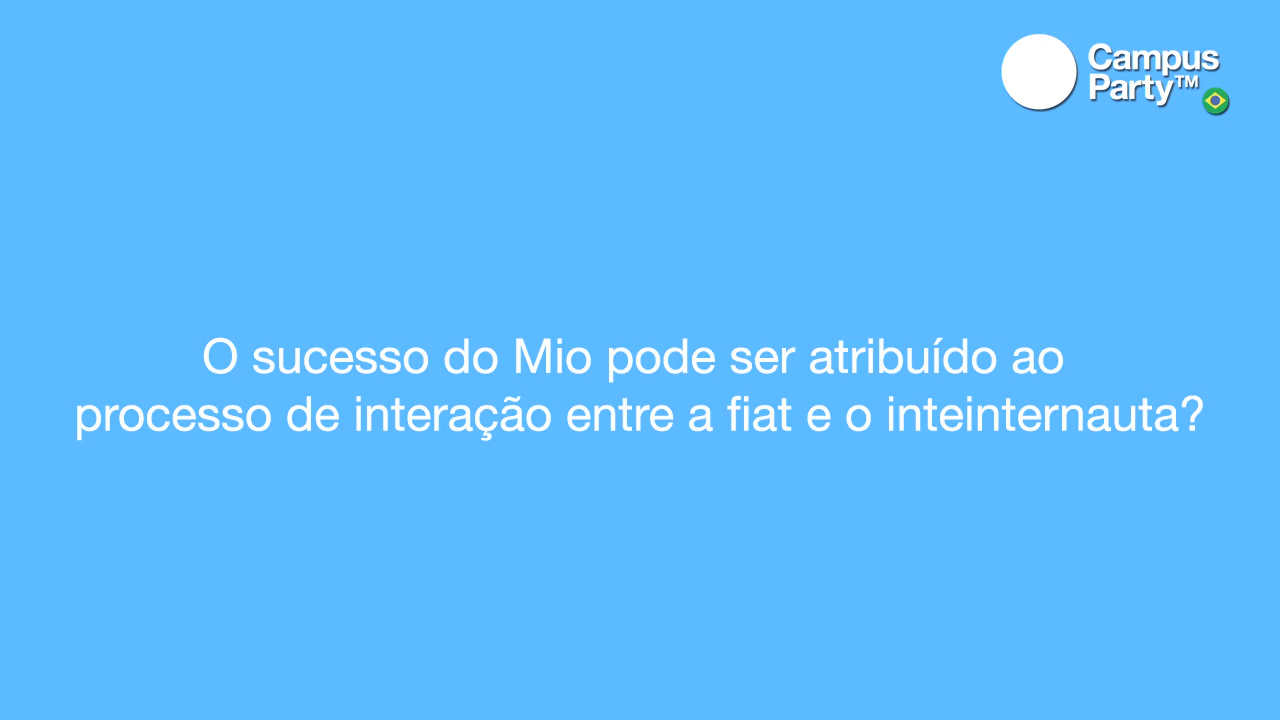 Campus
Party™
O sucesso do Mio pode ser atribuído ao
processo de interação entre a fiat e o inteinternauta?